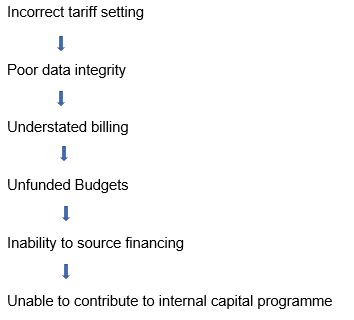 Incorrect tariff setting
Poor data integrity
Understated billing
Unfunded Budgets
Inability to source financing
Unable to contribute to internal capital programme